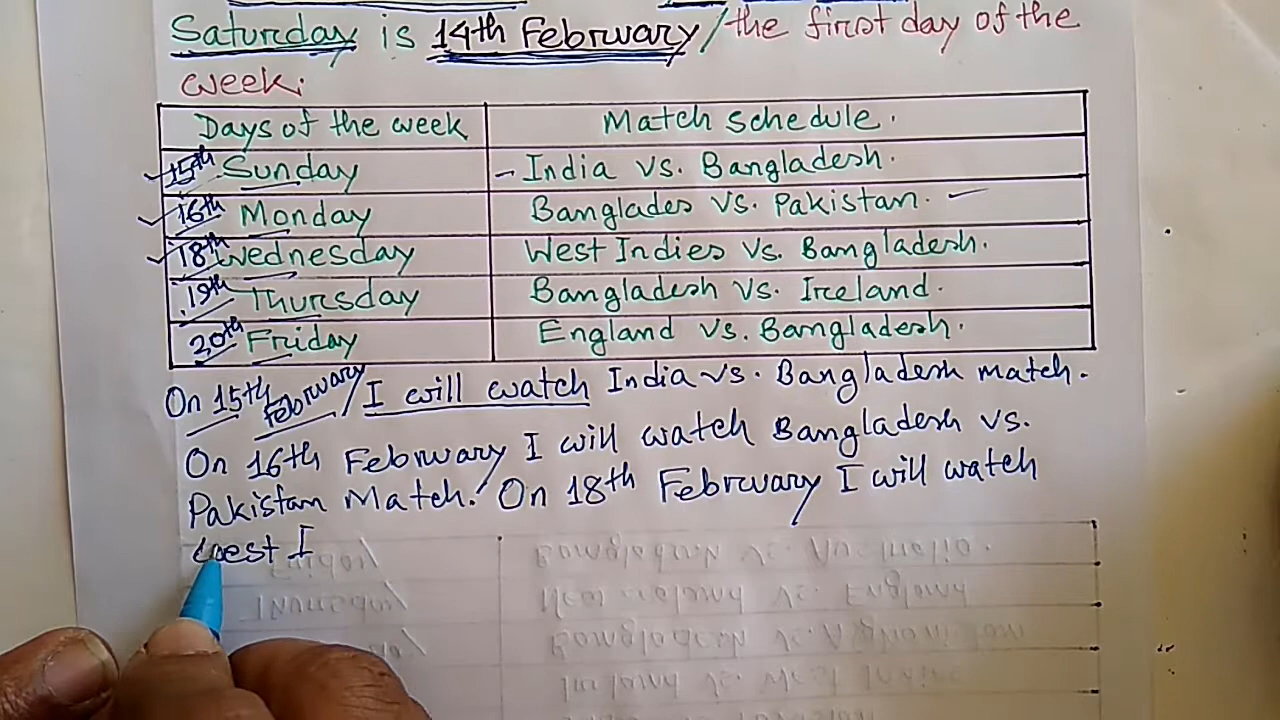 Saturday is 14th February/the first day of the
week.
Days of the week Match schedule.
15th Sunday - India vs. Bangladesh.
16th Monday Banglades vs. Pakistan.
18th Wednesday West Indies vs. Bangladesh.
19th Thursday Bangladesh vs. Ireland.
20th Friday England vs. Bangladesh.
On 15th February/I will watch India vs. Bangladesh match.
On 16th February I will watch Bangladesh vs.
Pakistan Match. On 18th February I will watch
West I